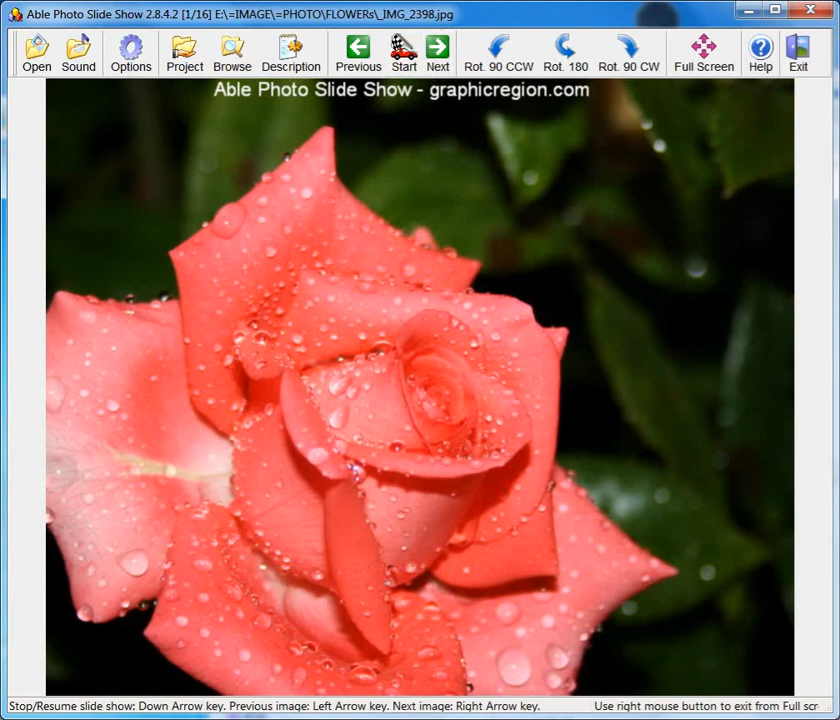 Able Photo Slide Show 2.8.4.2 [1/16] E:\=IMAGE\=PHOTO\FLOWERs\_IMG_2398.jpg
Open Sound Options Project Browse Description Previous Start Next Rot. 90 CCW Rot. 180 Rot. 90 CW Full Screen Help Exit
Able Photo Slide Show - graphicregion.com
Stop/Resume slide show: Down Arrow key. Previous image: Left Arrow key. Next image: Right Arrow key. Use right mouse button to exit from Full scr